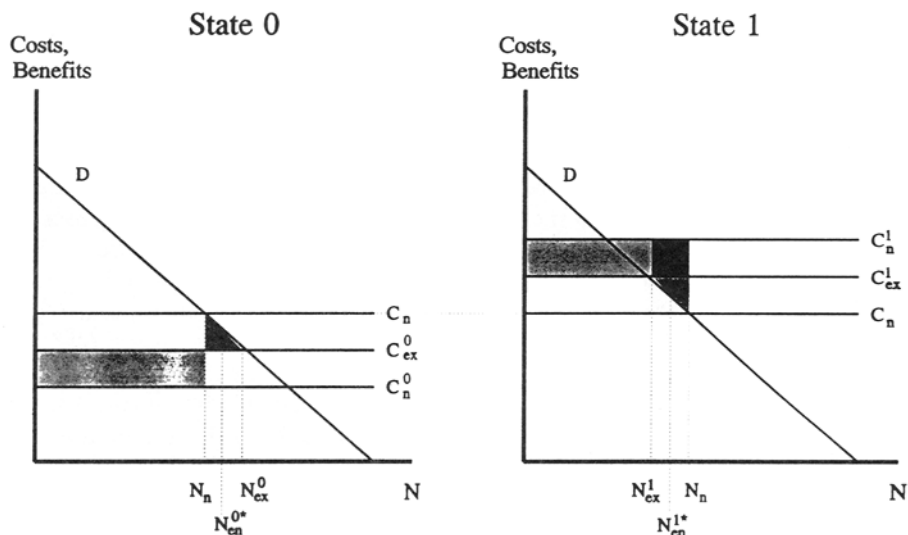 State 0
Costs,
Benefits
D
C_n
C_ex^0
C_n^0
N_n N_ex^0 N
N_en^0*
State 1
Costs,
Benefits
D
C_n^1
C_ex^1
C_n
N_ex^1 N_n N
N_en^1*